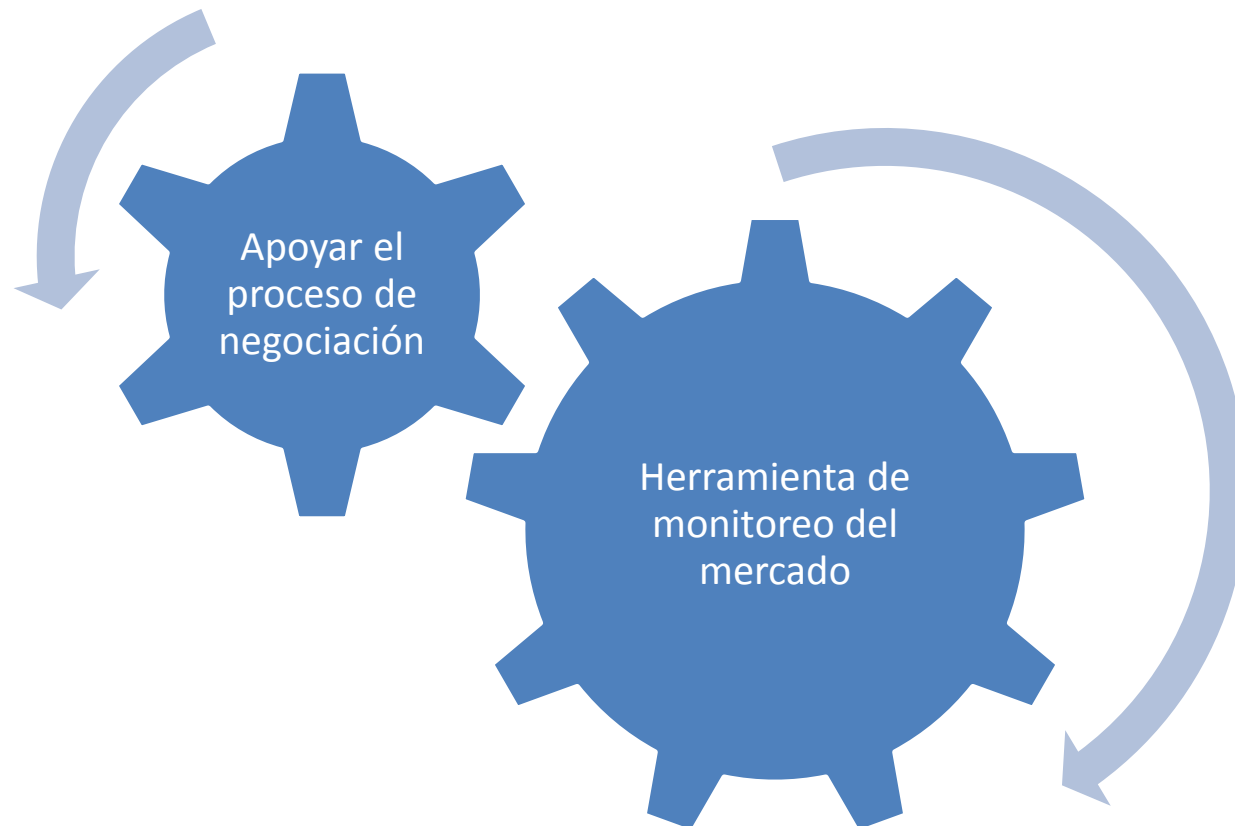 Apoyar el
proceso de
negociación
Herramienta de
monitoreo del
mercado